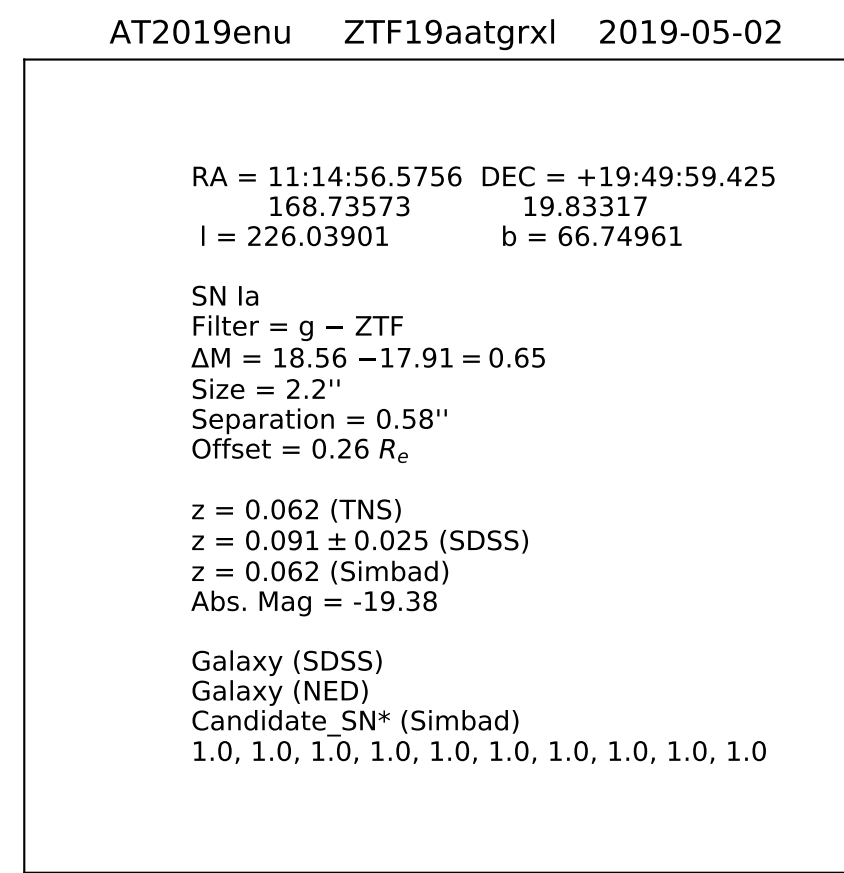 AT2019enu ZTF19aatgrxl 2019-05-02
RA = 11:14:56.5756 DEC = +19:49:59.425
168.73573 19.83317
l = 226.03901 b = 66.74961
SN Ia
Filter = g − ZTF
ΔM = 18.56 −17.91 = 0.65
Size = 2.2''
Separation = 0.58''
Offset = 0.26 Re
z = 0.062 (TNS)
z = 0.091 ± 0.025 (SDSS)
z = 0.062 (Simbad)
Abs. Mag = -19.38
Galaxy (SDSS)
Galaxy (NED)
Candidate_SN* (Simbad)
1.0, 1.0, 1.0, 1.0, 1.0, 1.0, 1.0, 1.0, 1.0, 1.0